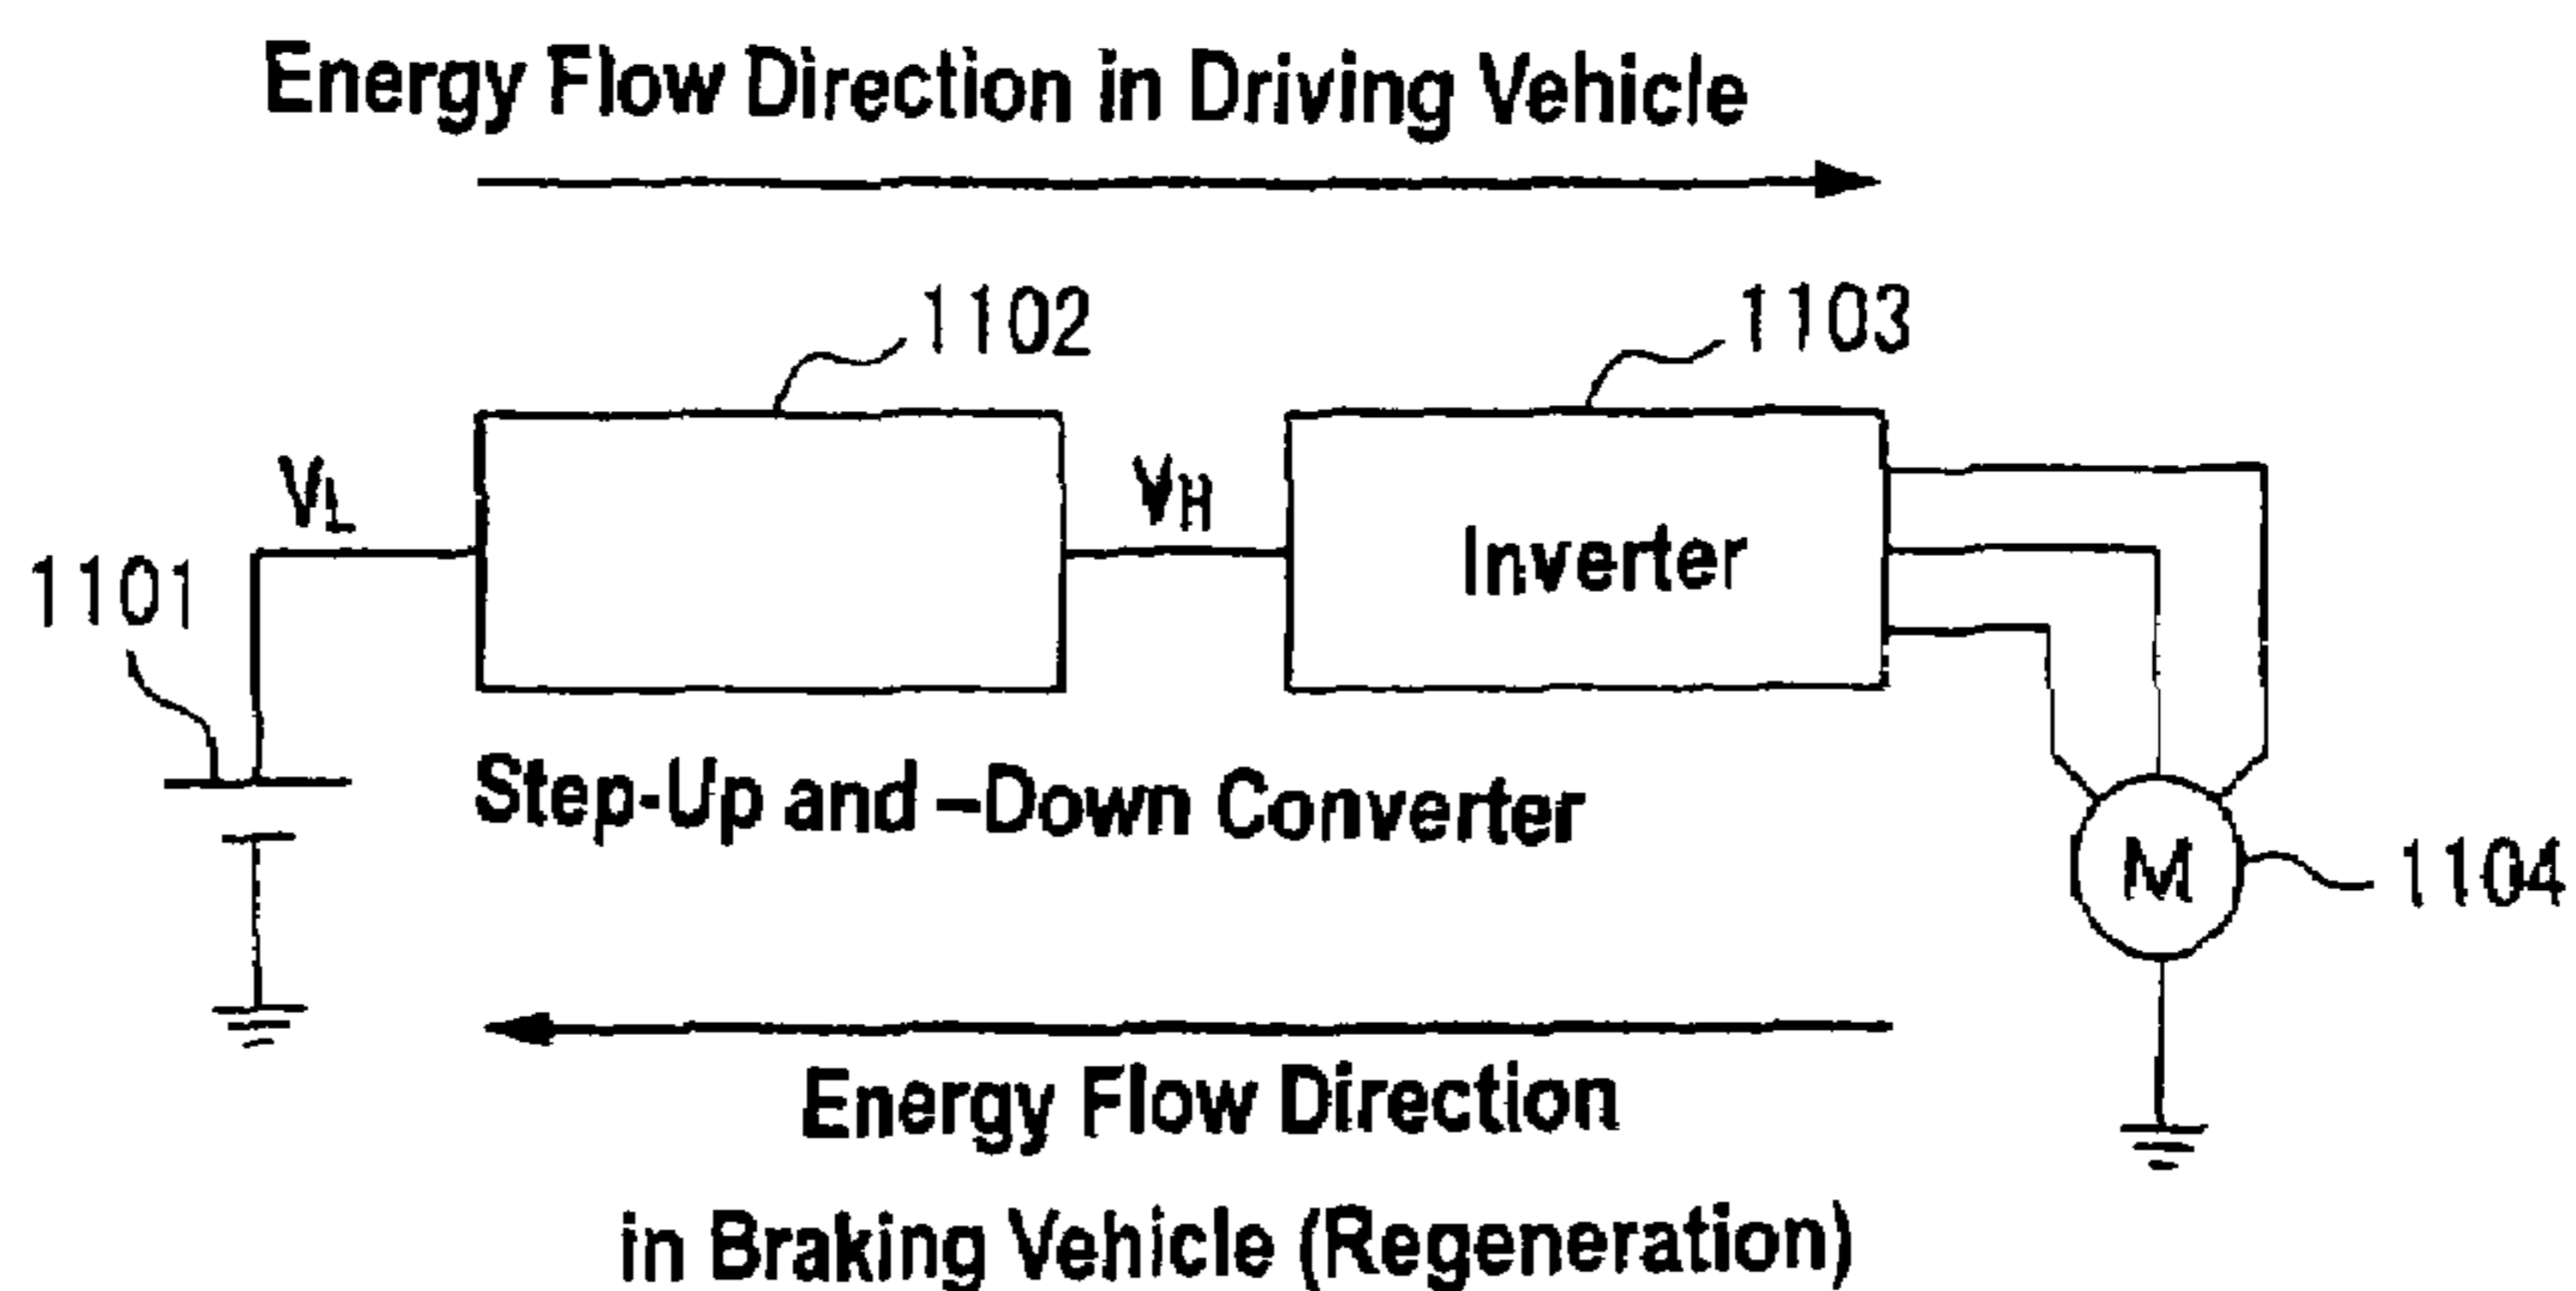 Energy Flow Direction in Driving Vehicle
1102
1103
VL
VH
1101
Inverter
Step-Up and –Down Converter
M
1104
Energy Flow Direction
in Braking Vehicle (Regeneration)